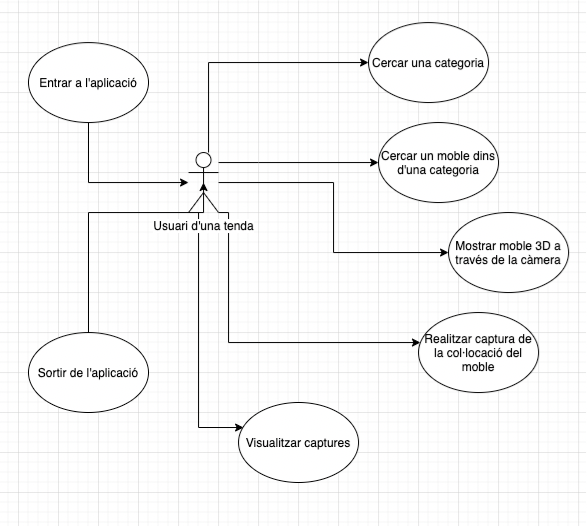 Cercar una categoria
Entrar a l'aplicació
Cercar un moble dins
d'una categoria
Usuari d'una tenda
Mostrar moble 3D a
través de la càmera
Realitzar captura de
la col·locació del
moble
Sortir de l'aplicació
Visualitzar captures